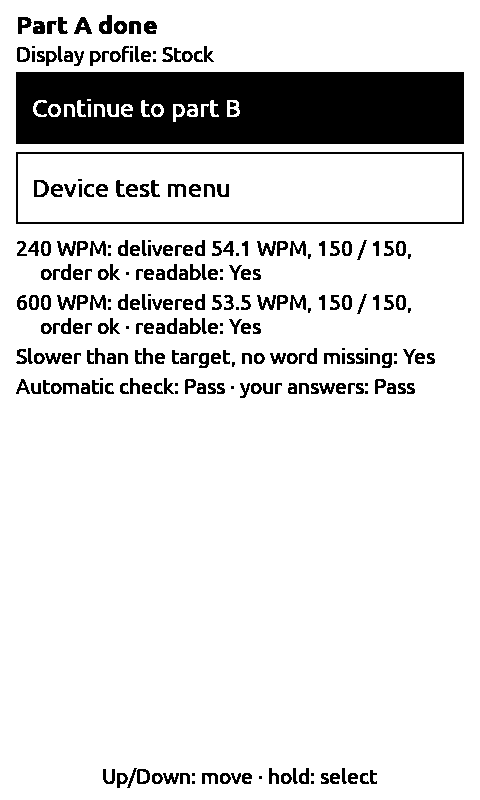 Part A done
Display profile: Stock
Continue to part B
Device test menu
240 WPM: delivered 54.1 WPM, 150 / 150,
order ok · readable: Yes
600 WPM: delivered 53.5 WPM, 150 / 150,
order ok · readable: Yes
Slower than the target, no word missing: Yes
Automatic check: Pass · your answers: Pass
Up/Down: move · hold: select